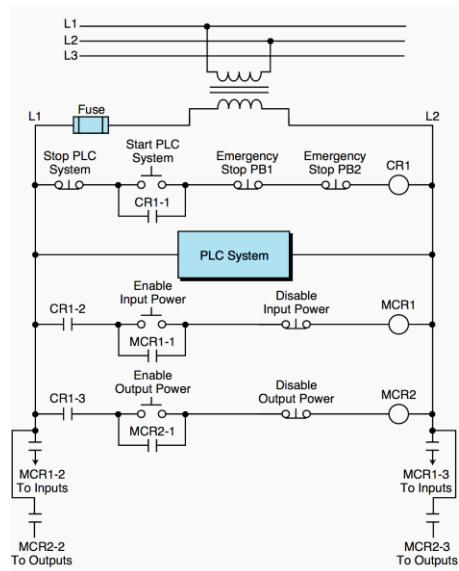 L1
L2
L3
L1
Fuse
L2
Stop PLC
System
Start PLC
System
Emergency
Stop PB1
Emergency
Stop PB2
CR1
CR1-1
PLC System
CR1-2
Enable
Input Power
Disable
Input Power
MCR1
MCR1-1
CR1-3
Enable
Output Power
Disable
Output Power
MCR2
MCR2-1
MCR1-2
To Inputs
MCR1-3
To Inputs
MCR2-2
To Outputs
MCR2-3
To Outputs